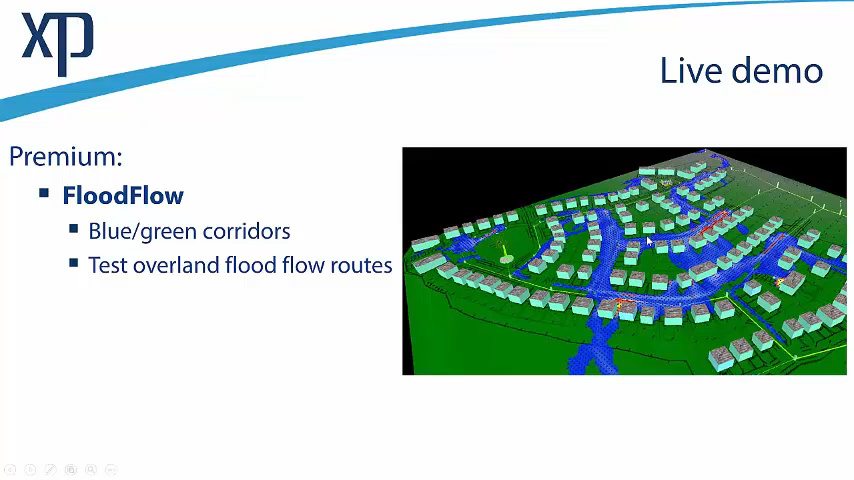 xp
Live demo
Premium:
FloodFlow
Blue/green corridors
Test overland flood flow routes